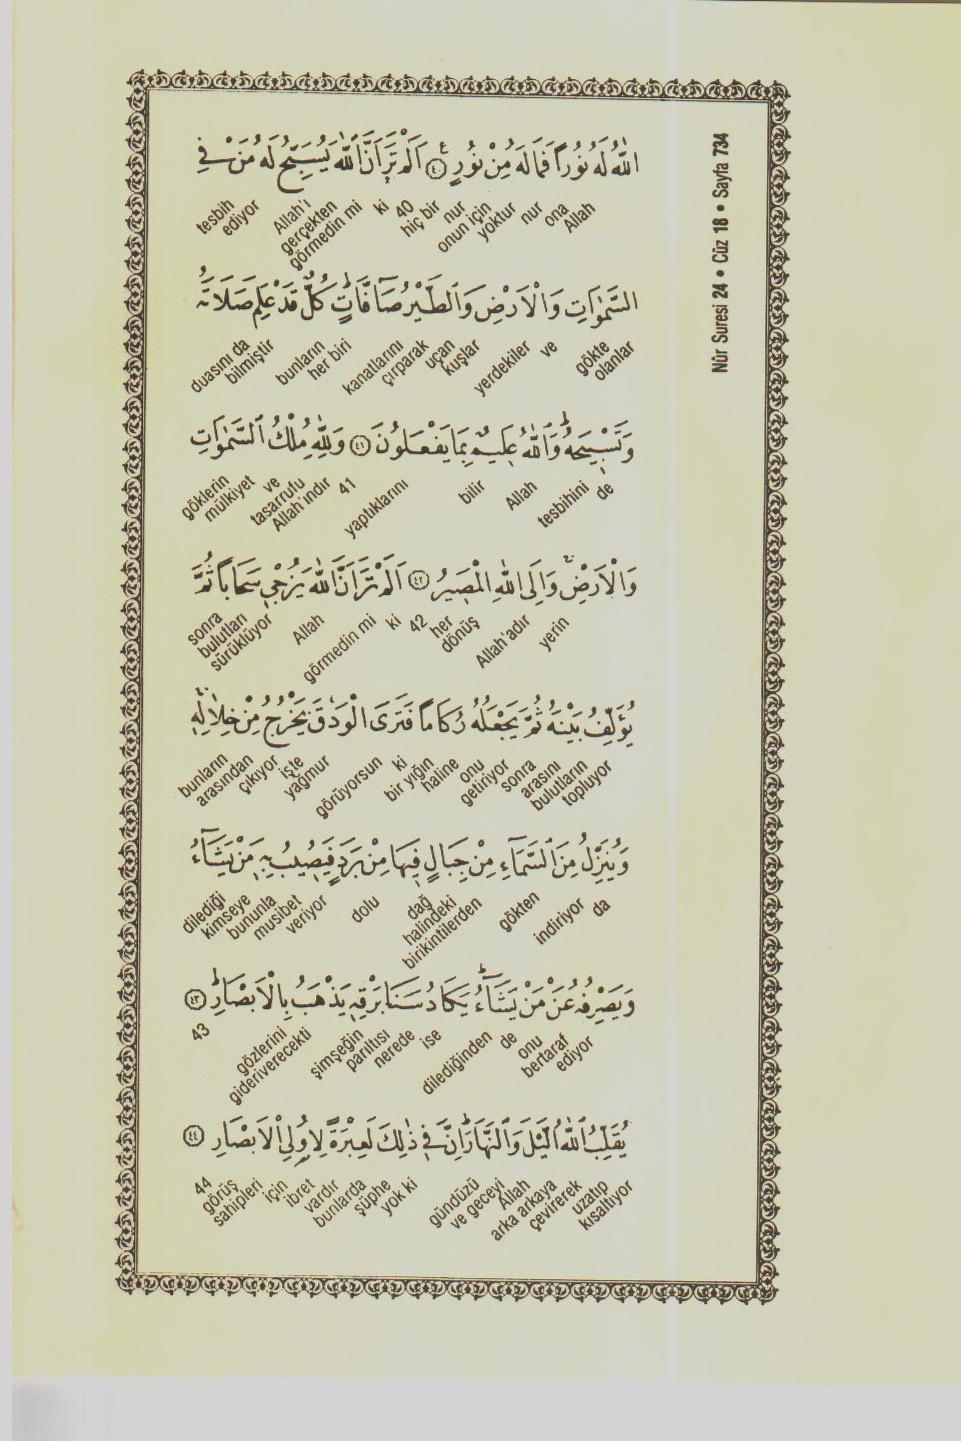 Nûr Suresi 24 • Cüz 18 • Sayfa 734
اللّٰهُ لَهُ نُورًا فَمَا لَهُ مِنْ نُورٍ ﴿٤٠﴾ اَلَمْ تَرَ اَنَّ اللّٰهَ يُسَبِّحُ لَهُ مَنْ فِي
Allah ona nur yoktur onun için nur hiç bir 40 ki görmedin mi gerçekten Allah'ı tesbih ediyor
السَّمٰوَاتِ وَالْاَرْضِ وَالطَّيْرُ صَٓافَّاتٍۜ كُلٌّ قَدْ عَلِمَ صَلَاتَهُ
gökte olanlar ve yerdekiler uçan kuşlar kanatlarını çırparak bunların her biri duasını da bilmiştir
وَتَسْب۪يحَهُۜ وَاللّٰهُ عَل۪يمٌ بِمَا يَفْعَلُونَ ﴿٤١﴾ وَلِلّٰهِ مُلْكُ السَّمٰوَاتِ
de tesbihini Allah bilir yaptıklarını 41 ve tasarrufu Allah'ındır göklerin mülkiyet
وَالْاَرْضِۚ وَاِلَى اللّٰهِ الْمَص۪يرُ ﴿٤٢﴾ اَلَمْ تَرَ اَنَّ اللّٰهَ يُزْج۪ي سَحَابًا ثُمَّ
yerin Allah'adır her dönüş 42 ki görmedin mi Allah sonra bulutları sürüklüyor
يُؤَلِّفُ بَيْنَهُ ثُمَّ يَجْعَلُهُ رُكَامًا فَتَرَى الْوَدْقَ يَخْرُجُ مِنْ خِلَالِه۪ۚ
bulutların arasını topluyor sonra onu getiriyor bir yığın haline ki görüyorsun işte yağmur çıkıyor bunların arasından
وَيُنَزِّلُ مِنَ السَّمَٓاءِ مِنْ جِبَالٍ ف۪يهَا مِنْ بَرَدٍ فَيُص۪يبُ بِه۪ مَنْ يَشَٓاءُ
da indiriyor gökten dağ halindeki birikintilerden dolu dilediği kimseye bununla musibet veriyor
وَيَصْرِفُهُ عَنْ مَنْ يَشَٓاءُۜ يَكَادُ سَنَا بَرْقِه۪ يَذْهَبُ بِالْاَبْصَارِۜ ﴿٤٣﴾
onu bertaraf ediyor de dilediğinden ise şimşeğin parıltısı nerede gözlerini gideriverecekti 43
يُقَلِّبُ اللّٰهُ الَّيْلَ وَالنَّهَارَۜ اِنَّ ف۪ي ذٰلِكَ لَعِبْرَةً لِاُولِي الْاَبْصَارِ ﴿٤٤﴾
uzatıp kısaltıyor Allah arka arkaya çevirerek gündüzü ve geceyi şüphe yok ki bunlarda vardır ibret için görüş sahipleri 44